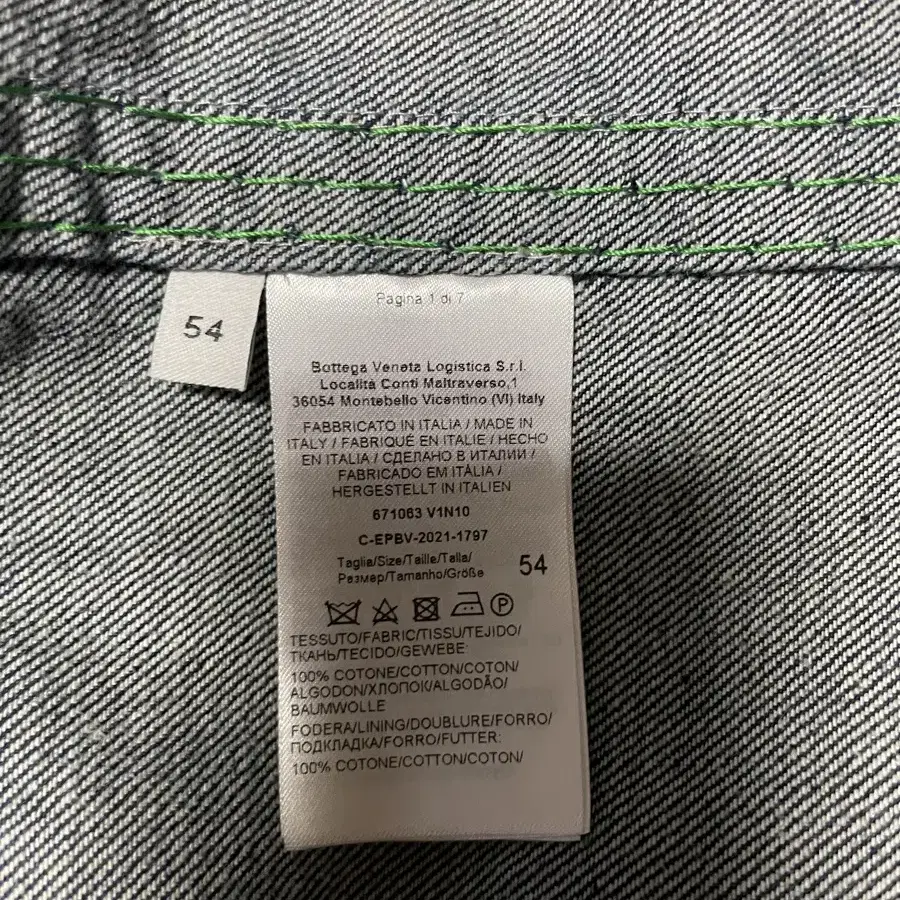 54
Pagina 1 di 7
Bottega Veneta Logistica S.r.l.
Località Conti Maltraverso,1
36054 Montebello Vicentino (VI) Italy
FABBRICATO IN ITALIA / MADE IN
ITALY / FABRIQUÉ EN ITALIE / HECHO
EN ITALIA / СДЕЛАНО В ИТАЛИИ /
FABRICADO EM ITÁLIA /
HERGESTELLT IN ITALIEN
671063 V1N10
C-EPBV-2021-1797
Taglia/Size/Taille/Talla/
Размер/Tamanho/Größe 54
P
TESSUTO/FABRIC/TISSU/TEJIDO/
ТКАНЬ/TECIDO/GEWEBE:
100% COTONE/COTTON/COTON/
ALGODON/ХЛОПОК/ALGODÃO/
BAUMWOLLE
FODERA/LINING/DOUBLURE/FORRO/
ПОДКЛАДКА/FORRO/FUTTER:
100% COTONE/COTTON/COTON/